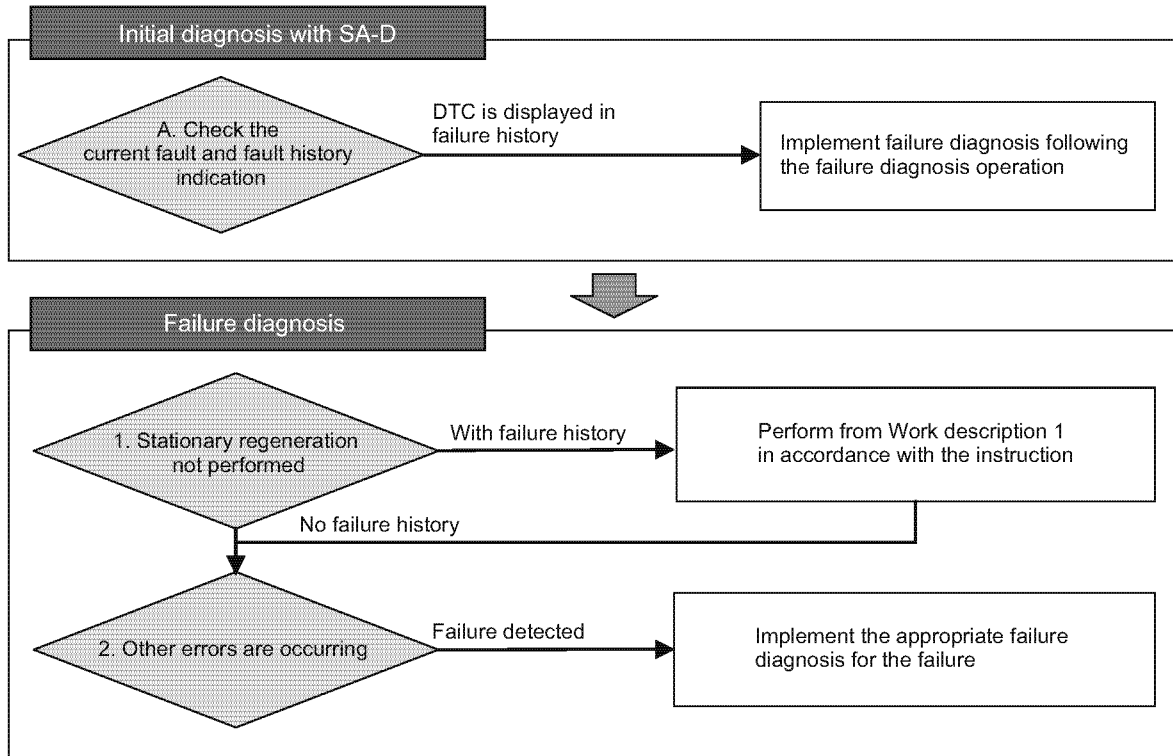 Initial diagnosis with SA-D
A. Check the
current fault and fault history
indication
DTC is displayed in
failure history
Implement failure diagnosis following
the failure diagnosis operation
Failure diagnosis
1. Stationary regeneration
not performed
With failure history
Perform from Work description 1
in accordance with the instruction
No failure history
2. Other errors are occurring
Failure detected
Implement the appropriate failure
diagnosis for the failure